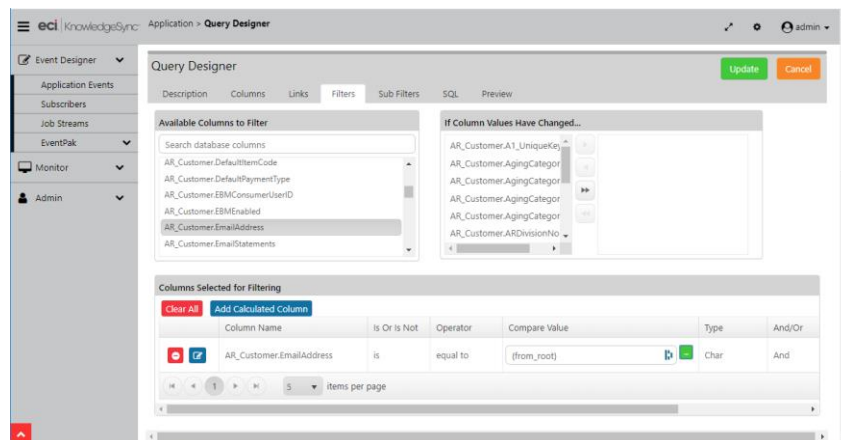 eci KnowledgeSync Application > Query Designer admin
Event Designer
Application Events
Subscribers
Job Streams
EventPak
Monitor
Admin
Query Designer Update Cancel
Description Columns Links Filters Sub Filters SQL Preview
Available Columns to Filter
Search database columns
AR_Customer.DefaultItemCode
AR_Customer.DefaultPaymentType
AR_Customer.EBMConsumerUserID
AR_Customer.EBMEnabled
AR_Customer.EmailAddress
AR_Customer.EmailStatements
If Column Values Have Changed...
AR_Customer.A1_UniqueKey
AR_Customer.AgingCategor
AR_Customer.AgingCategor
AR_Customer.AgingCategor
AR_Customer.AgingCategor
AR_Customer.ARDivisionNo
Columns Selected for Filtering
Clear All Add Calculated Column
Column Name Is Or Is Not Operator Compare Value Type And/Or
AR_Customer.EmailAddress is equal to {from_root} Char And
1 5 items per page